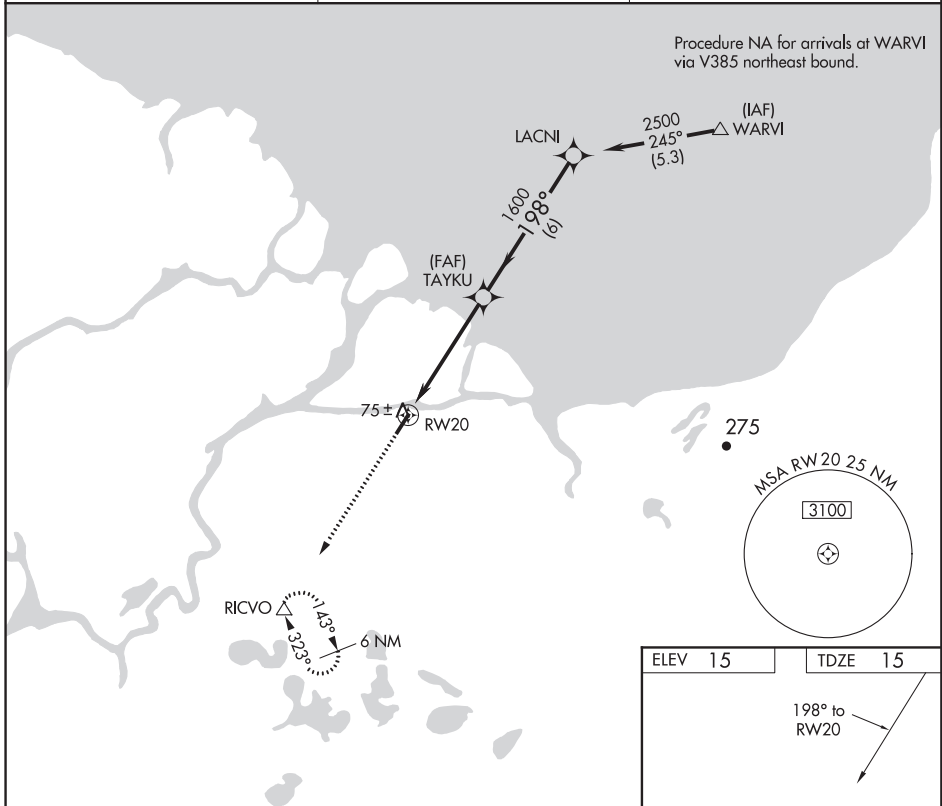 Procedure NA for arrivals at WARVI
via V385 northeast bound.
(IAF)
WARVI
2500
245°
(5.3)
LACNI
1600
198°
(6)
(FAF)
TAYKU
75 ±
RW20
275
MSA RW20 25 NM
3100
RICVO
143°
323°
6 NM
ELEV 15
TDZE 15
198° to
RW20